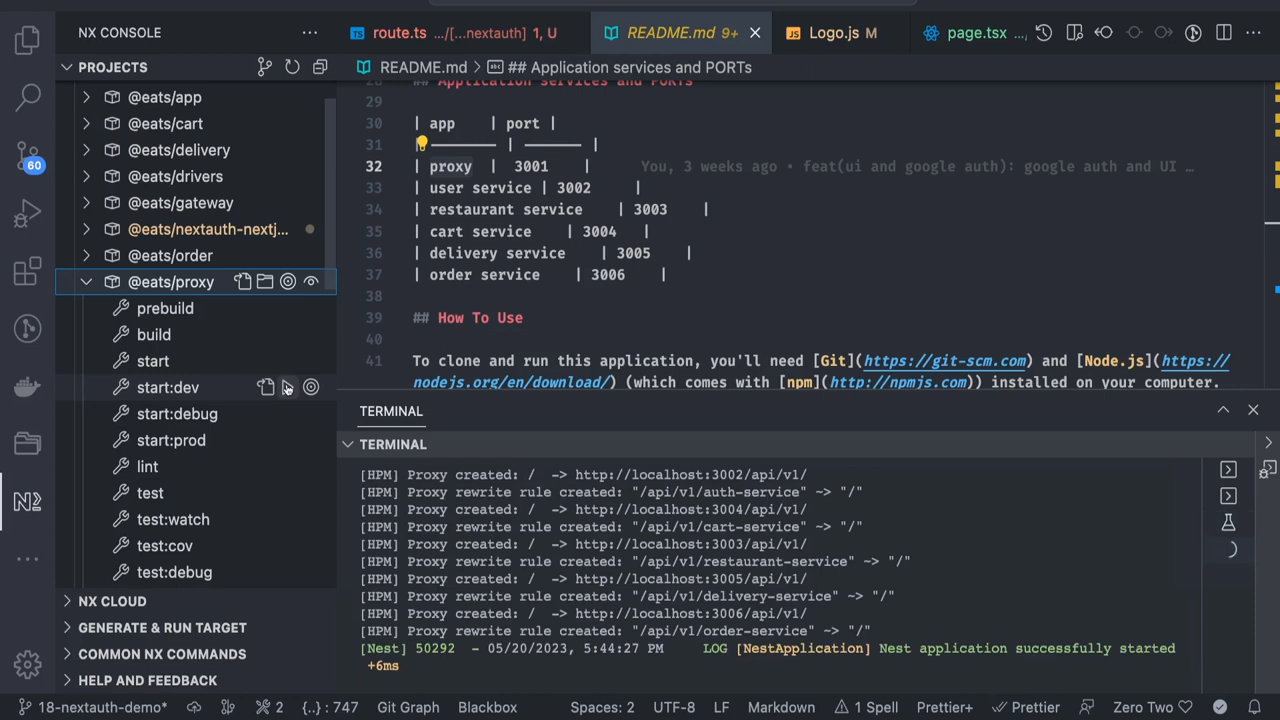 NX CONSOLE
PROJECTS
@eats/app
@eats/cart
@eats/delivery
@eats/drivers
@eats/gateway
@eats/nextauth-nextj...
@eats/order
@eats/proxy
prebuild
build
start
start:dev
start:debug
start:prod
lint
test
test:watch
test:cov
test:debug
NX CLOUD
GENERATE & RUN TARGET
COMMON NX COMMANDS
HELP AND FEEDBACK
60
TS route.ts .../[...nextauth] 1, U
README.md 9+
JS Logo.js M
page.tsx .../
README.md > ## Application services and PORTs
28 ## Application services and PORTs
29
30 | app | port |
31 | ———— | ———— |
32 | proxy | 3001 | You, 3 weeks ago • feat(ui and google auth): google auth and UI …
33 | user service | 3002 |
34 | restaurant service | 3003 |
35 | cart service | 3004 |
36 | delivery service | 3005 |
37 | order service | 3006 |
38
39 ## How To Use
40
41 To clone and run this application, you'll need [Git](https://git-scm.com) and [Node.js](https://
nodejs.org/en/download/) (which comes with [npm](http://npmjs.com)) installed on your computer.
TERMINAL
TERMINAL
[HPM] Proxy created: / -> http://localhost:3002/api/v1/
[HPM] Proxy rewrite rule created: "/api/v1/auth-service" ~> "/"
[HPM] Proxy created: / -> http://localhost:3004/api/v1/
[HPM] Proxy rewrite rule created: "/api/v1/cart-service" ~> "/"
[HPM] Proxy created: / -> http://localhost:3003/api/v1/
[HPM] Proxy rewrite rule created: "/api/v1/restaurant-service" ~> "/"
[HPM] Proxy created: / -> http://localhost:3005/api/v1/
[HPM] Proxy rewrite rule created: "/api/v1/delivery-service" ~> "/"
[HPM] Proxy created: / -> http://localhost:3006/api/v1/
[HPM] Proxy rewrite rule created: "/api/v1/order-service" ~> "/"
[Nest] 50292 - 05/20/2023, 5:44:27 PM LOG [NestApplication] Nest application successfully started
+6ms
18-nextauth-demo* 2 {..} : 747 Git Graph Blackbox Spaces: 2 UTF-8 LF Markdown 1 Spell Prettier+ Prettier Zero Two